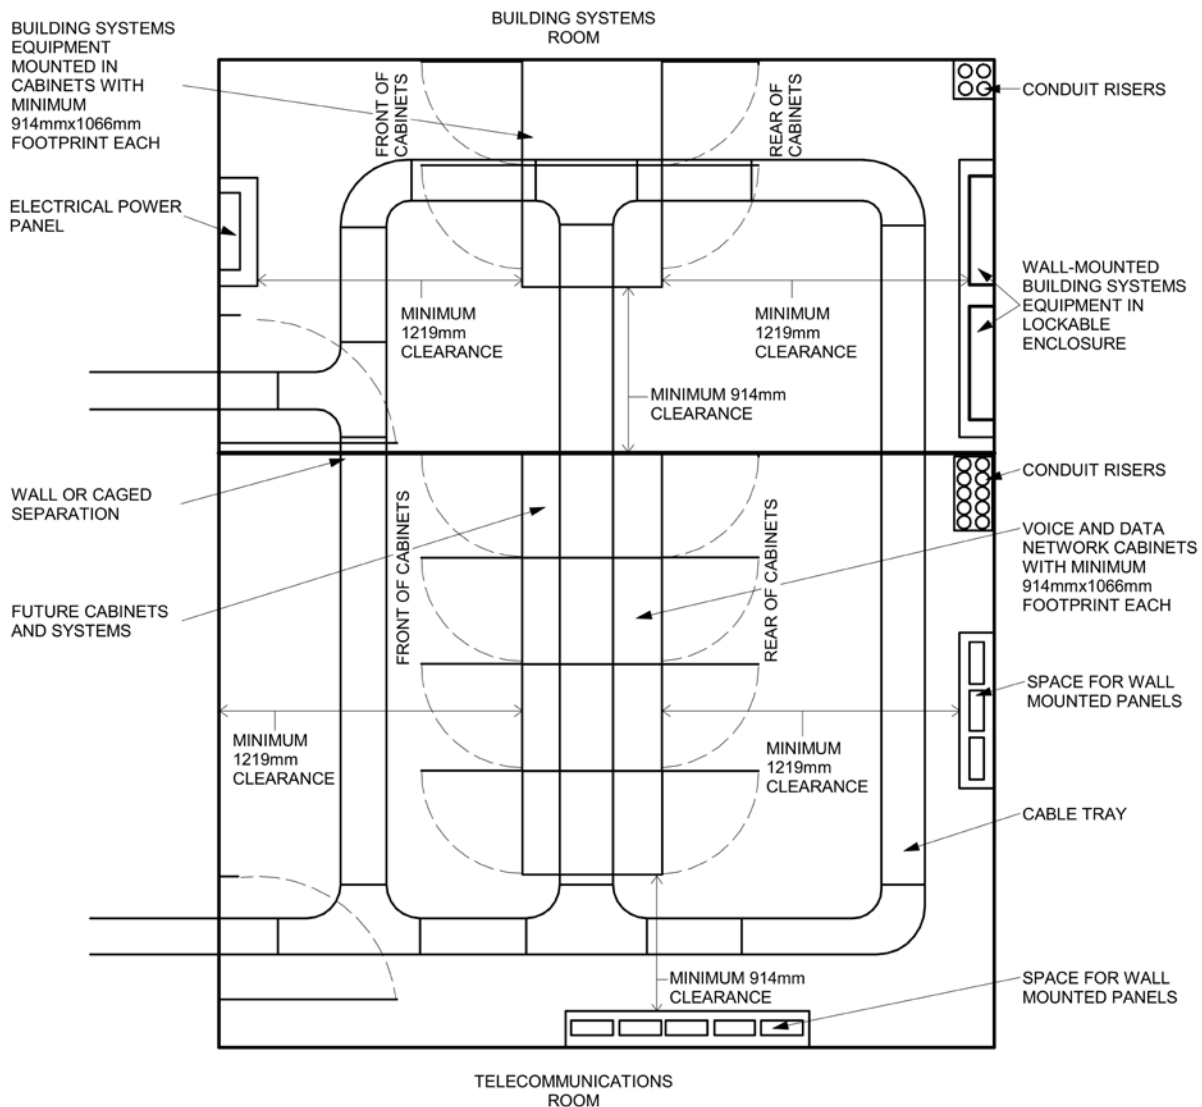 BUILDING SYSTEMS
ROOM
BUILDING SYSTEMS
EQUIPMENT
MOUNTED IN
CABINETS WITH
MINIMUM
914mmx1066mm
FOOTPRINT EACH
FRONT OF
CABINETS
REAR OF
CABINETS
CONDUIT RISERS
ELECTRICAL POWER
PANEL
WALL-MOUNTED
BUILDING SYSTEMS
EQUIPMENT IN
LOCKABLE
ENCLOSURE
MINIMUM
1219mm
CLEARANCE
MINIMUM
1219mm
CLEARANCE
MINIMUM 914mm
CLEARANCE
WALL OR CAGED
SEPARATION
CONDUIT RISERS
FRONT OF CABINETS
REAR OF CABINETS
VOICE AND DATA
NETWORK CABINETS
WITH MINIMUM
914mmx1066mm
FOOTPRINT EACH
FUTURE CABINETS
AND SYSTEMS
SPACE FOR WALL
MOUNTED PANELS
MINIMUM
1219mm
CLEARANCE
MINIMUM
1219mm
CLEARANCE
CABLE TRAY
MINIMUM 914mm
CLEARANCE
SPACE FOR WALL
MOUNTED PANELS
TELECOMMUNICATIONS
ROOM